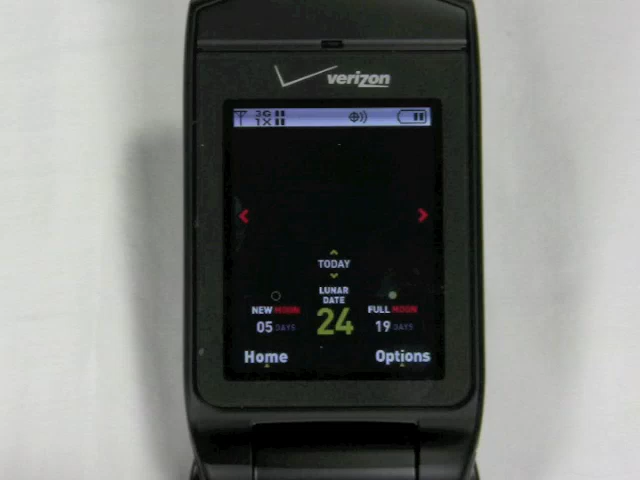 verizon
3G
1X
TODAY
LUNAR
DATE
NEW MOON
FULL MOON
05 DAYS
24
19 DAYS
Home
Options